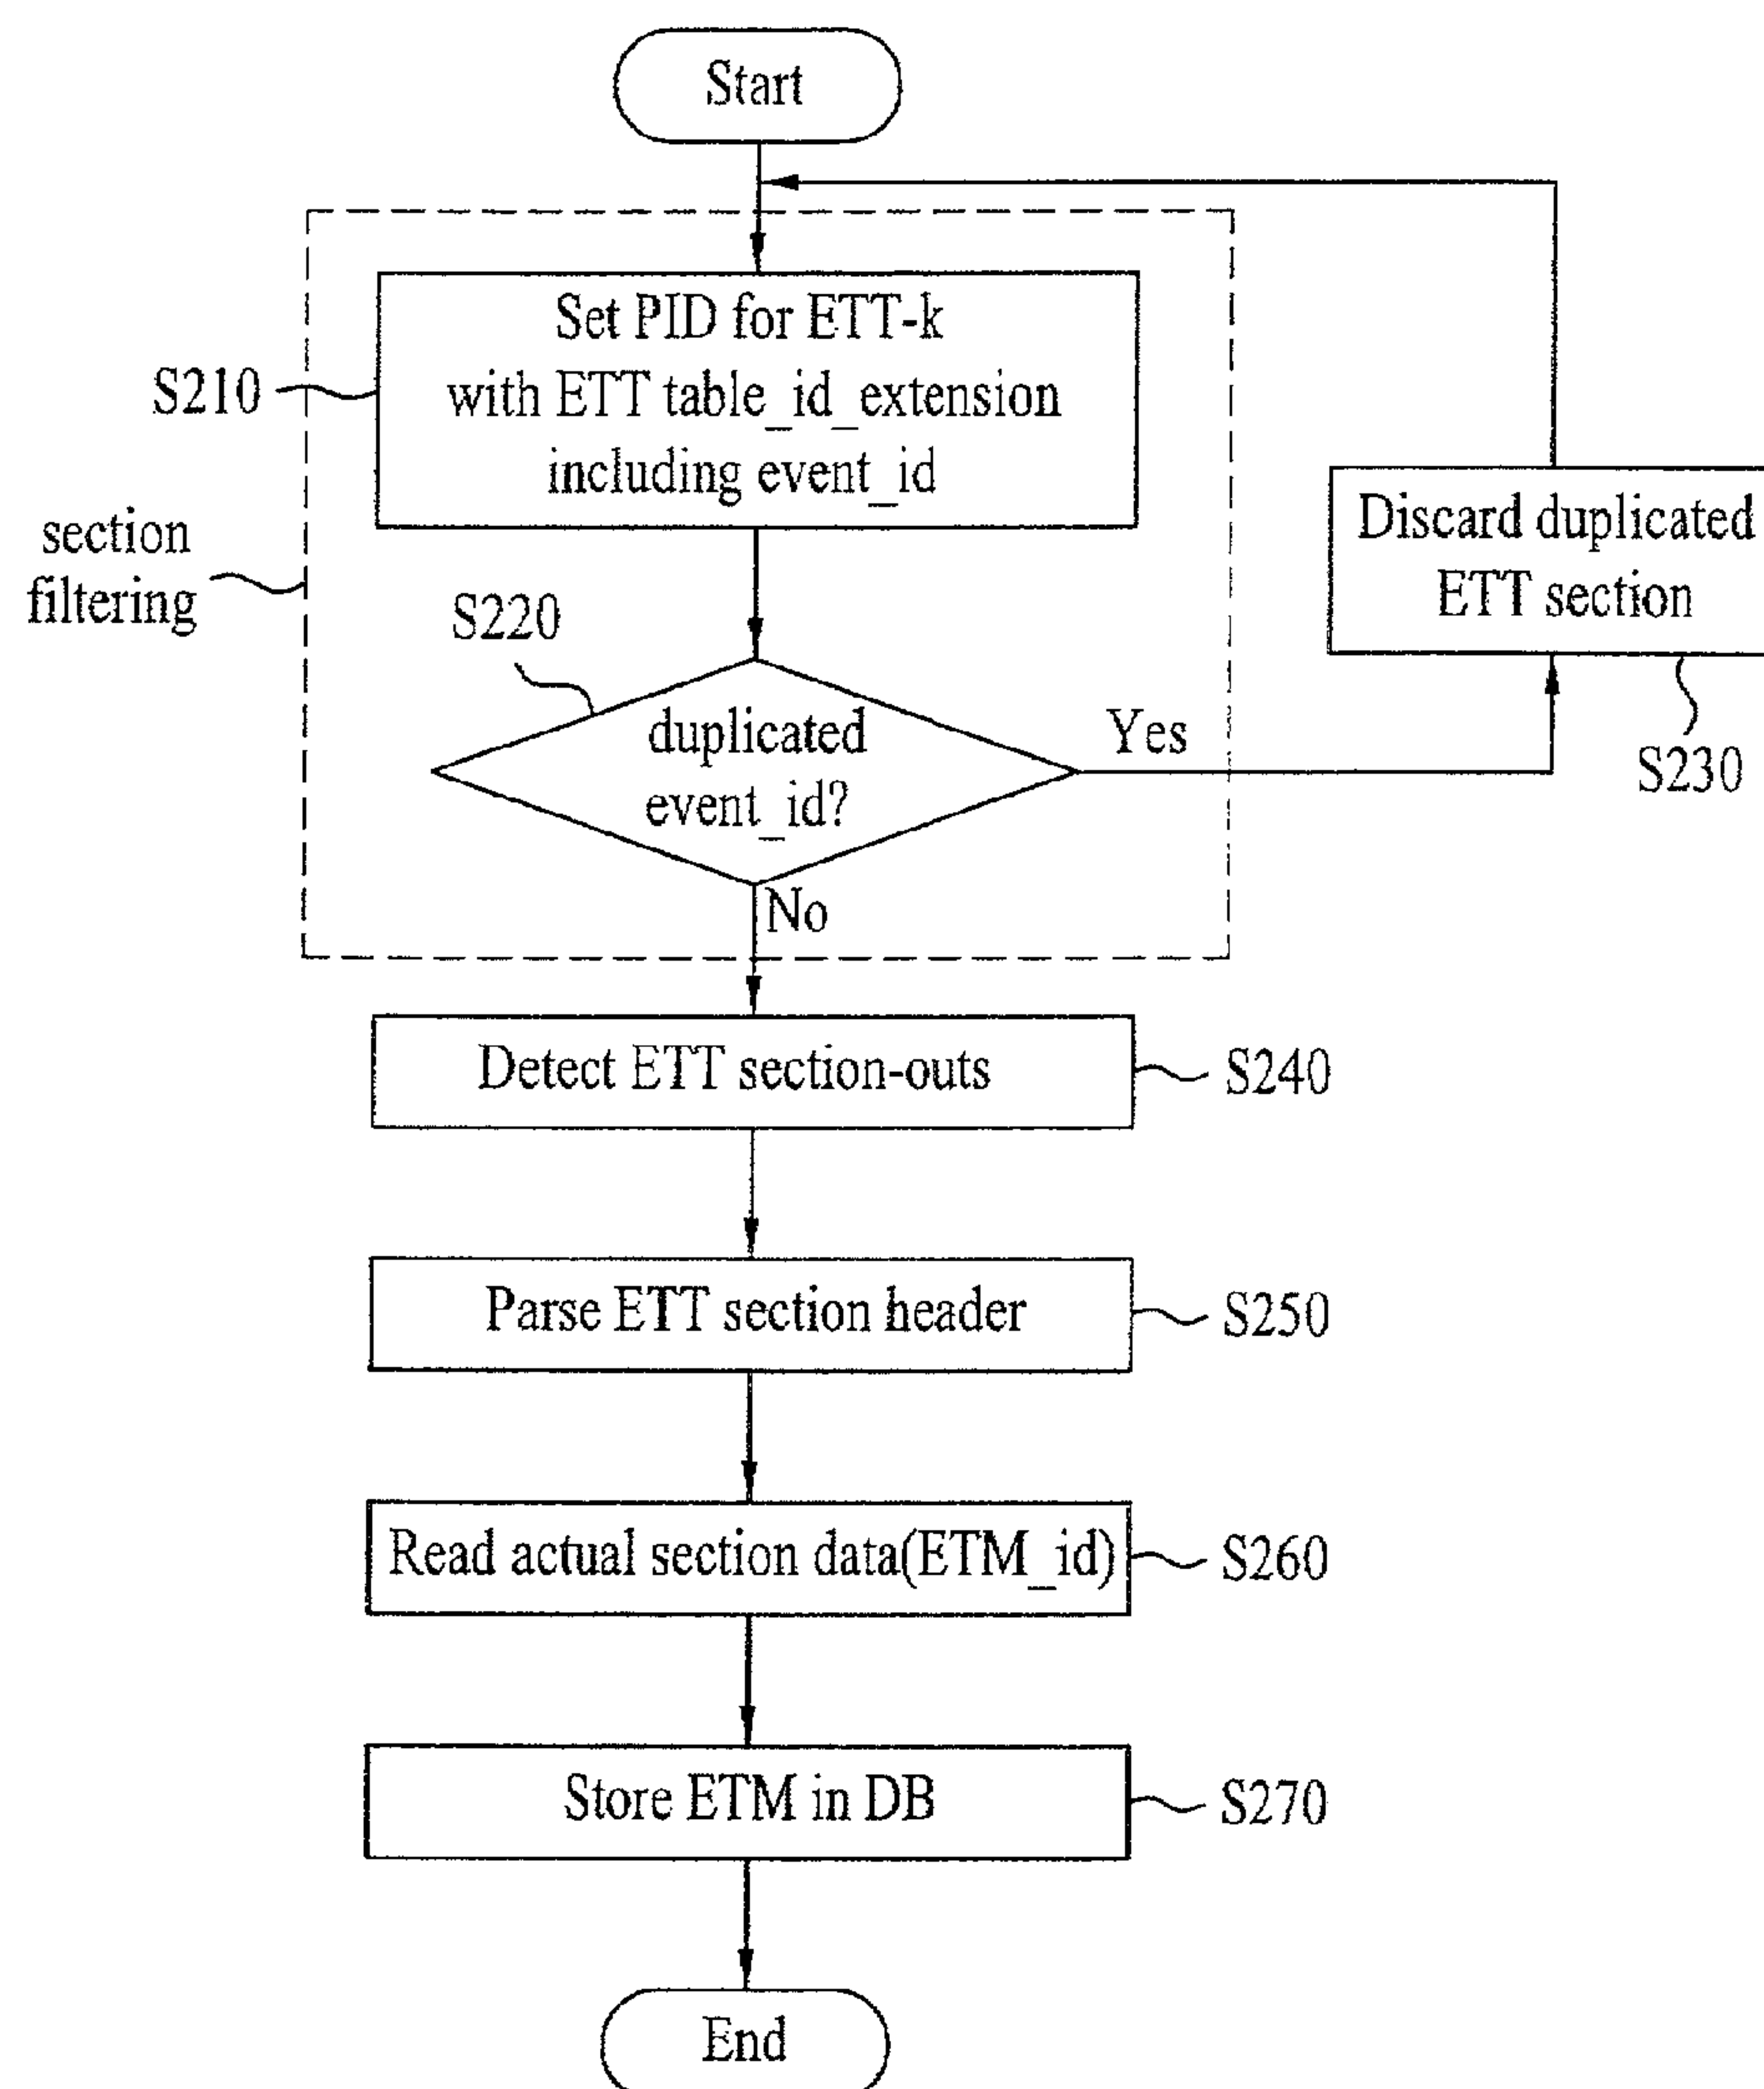 Start
Set PID for ETT-k
with ETT table_id_extension
including event_id
S210
section
filtering
Discard duplicated
ETT section
S230
S220
duplicated
event_id?
Yes
No
Detect ETT section-outs
S240
Parse ETT section header
S250
Read actual section data(ETM_id)
S260
Store ETM in DB
S270
End